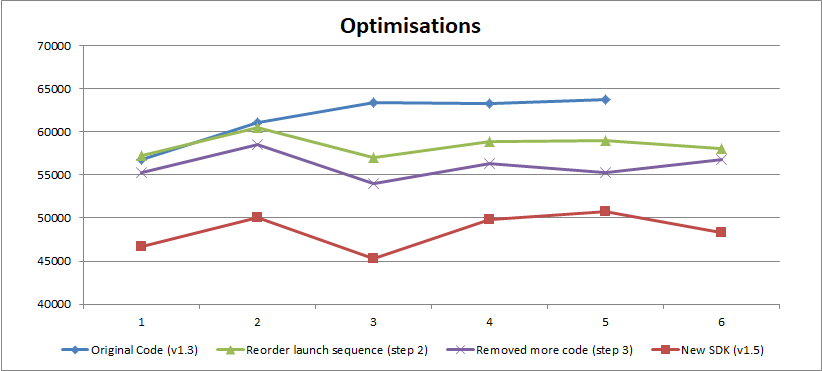 Optimisations
70000
65000
60000
55000
50000
45000
40000
1 2 3 4 5 6
Original Code (v1.3) Reorder launch sequence (step 2) Removed more code (step 3) New SDK (v1.5)